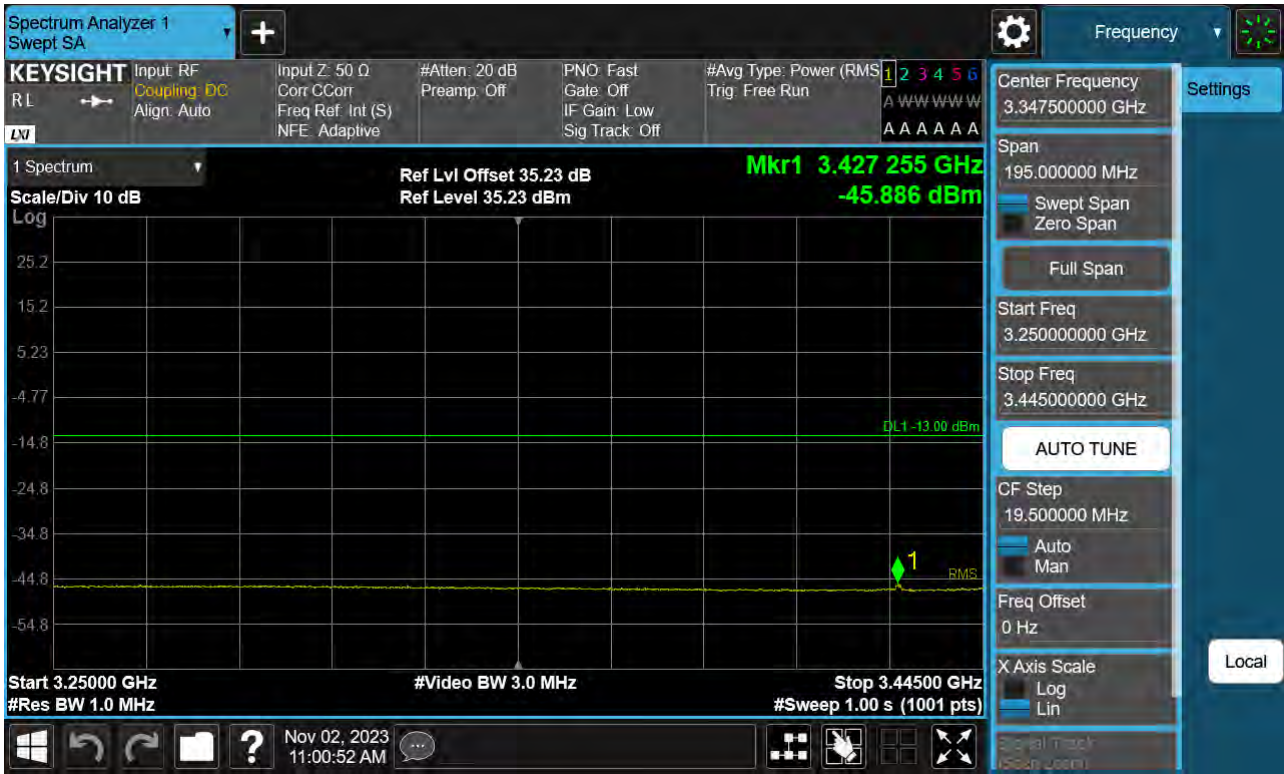 Spectrum Analyzer 1
Swept SA
+
Frequency
KEYSIGHT
RL
LXI
Input: RF
Coupling: DC
Align: Auto
Input Z: 50 Ω
Corr CCorr
Freq Ref: Int (S)
NFE: Adaptive
#Atten: 20 dB
Preamp: Off
PNO: Fast
Gate: Off
IF Gain: Low
Sig Track: Off
#Avg Type: Power (RMS
Trig: Free Run
1 2 3 4 5 6
A W W W W W
A A A A A A
1 Spectrum
Scale/Div 10 dB
Log
Ref Lvl Offset 35.23 dB
Ref Level 35.23 dBm
Mkr1 3.427 255 GHz
-45.886 dBm
25.2
15.2
5.23
-4.77
-14.8
-24.8
-34.8
-44.8
-54.8
DL1 -13.00 dBm
1
RMS
Start 3.25000 GHz
#Res BW 1.0 MHz
#Video BW 3.0 MHz
Stop 3.44500 GHz
#Sweep 1.00 s (1001 pts)
Center Frequency
3.347500000 GHz
Span
195.000000 MHz
Swept Span
Zero Span
Full Span
Start Freq
3.250000000 GHz
Stop Freq
3.445000000 GHz
AUTO TUNE
CF Step
19.500000 MHz
Auto
Man
Freq Offset
0 Hz
X Axis Scale
Log
Lin
Signal Track
(Span Zoom)
Settings
Local
?
Nov 02, 2023
11:00:52 AM